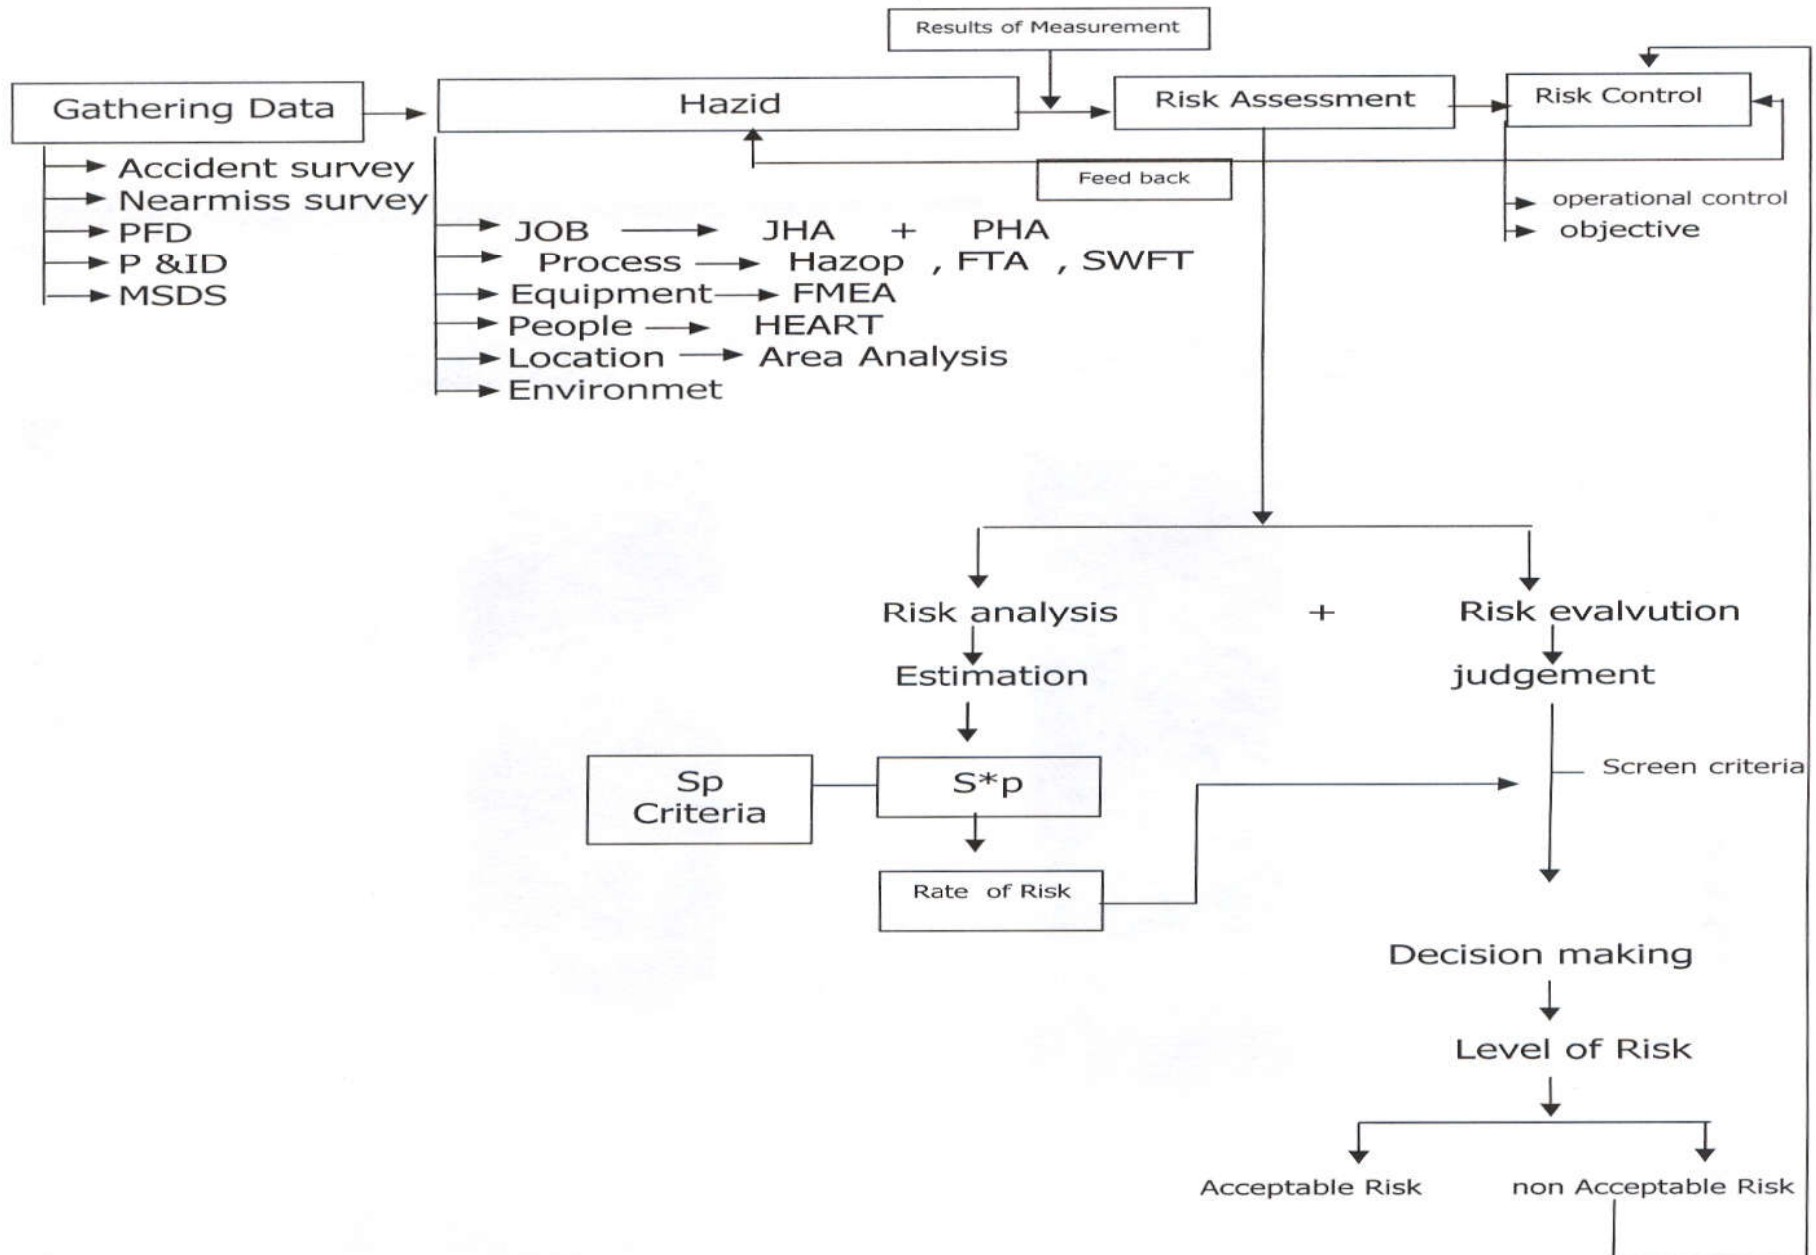 Results of Measurement
Gathering Data
Hazid
Risk Assessment
Risk Control
Feed back
Accident survey
Nearmiss survey
PFD
P &ID
MSDS
JOB JHA + PHA
Process Hazop , FTA , SWFT
Equipment FMEA
People HEART
Location Area Analysis
Environmet
operational control
objective
Risk analysis + Risk evalvution
Estimation
judgement
Sp
Criteria
S*p
Screen criteria
Rate of Risk
Decision making
Level of Risk
Acceptable Risk
non Acceptable Risk